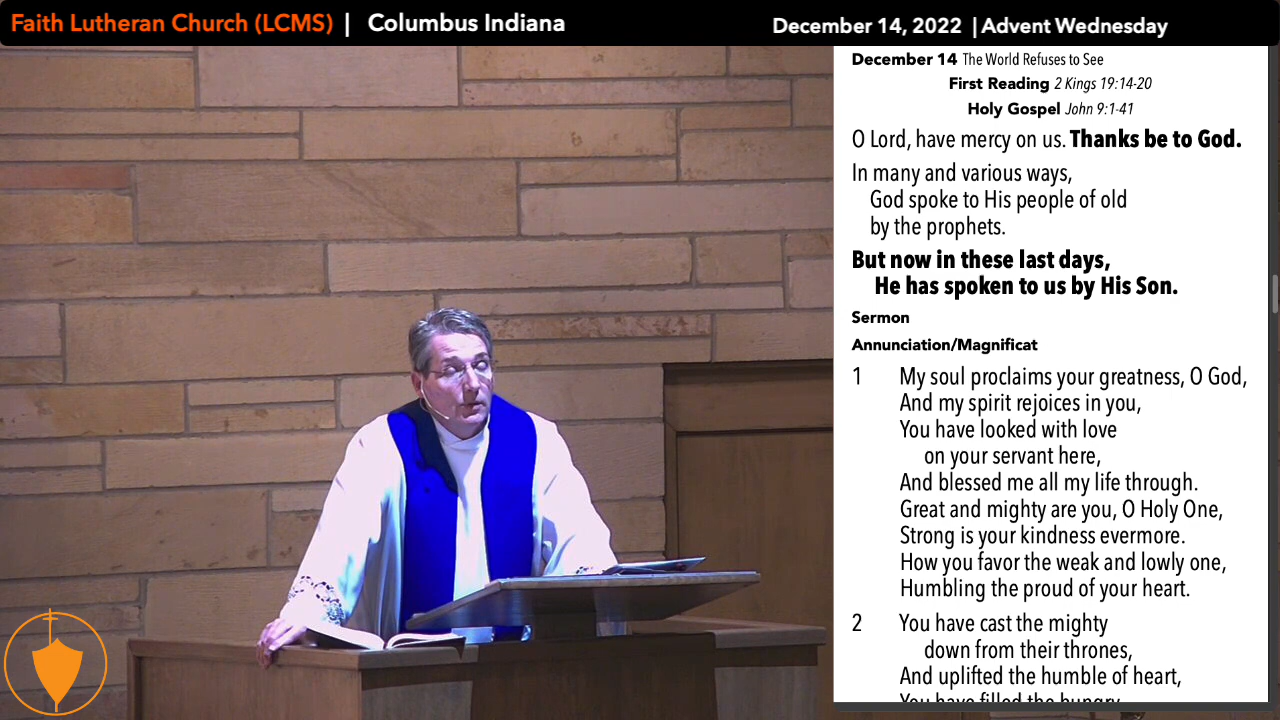 Faith Lutheran Church (LCMS) | Columbus Indiana
December 14, 2022 | Advent Wednesday
December 14 The World Refuses to See
First Reading 2 Kings 19:14-20
Holy Gospel John 9:1-41
O Lord, have mercy on us. Thanks be to God.
In many and various ways,
God spoke to His people of old
by the prophets.
But now in these last days,
He has spoken to us by His Son.
Sermon
Annunciation/Magnificat
1 My soul proclaims your greatness, O God,
And my spirit rejoices in you,
You have looked with love
on your servant here,
And blessed me all my life through.
Great and mighty are you, O Holy One,
Strong is your kindness evermore.
How you favor the weak and lowly one,
Humbling the proud of your heart.
2 You have cast the mighty
down from their thrones,
And uplifted the humble of heart,
You have filled the hungry